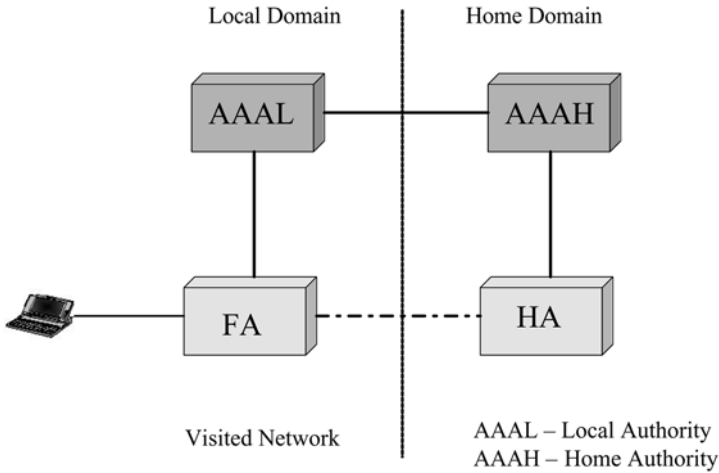 Local Domain
Home Domain
AAAL
AAAH
FA
HA
Visited Network
AAAL – Local Authority
AAAH – Home Authority